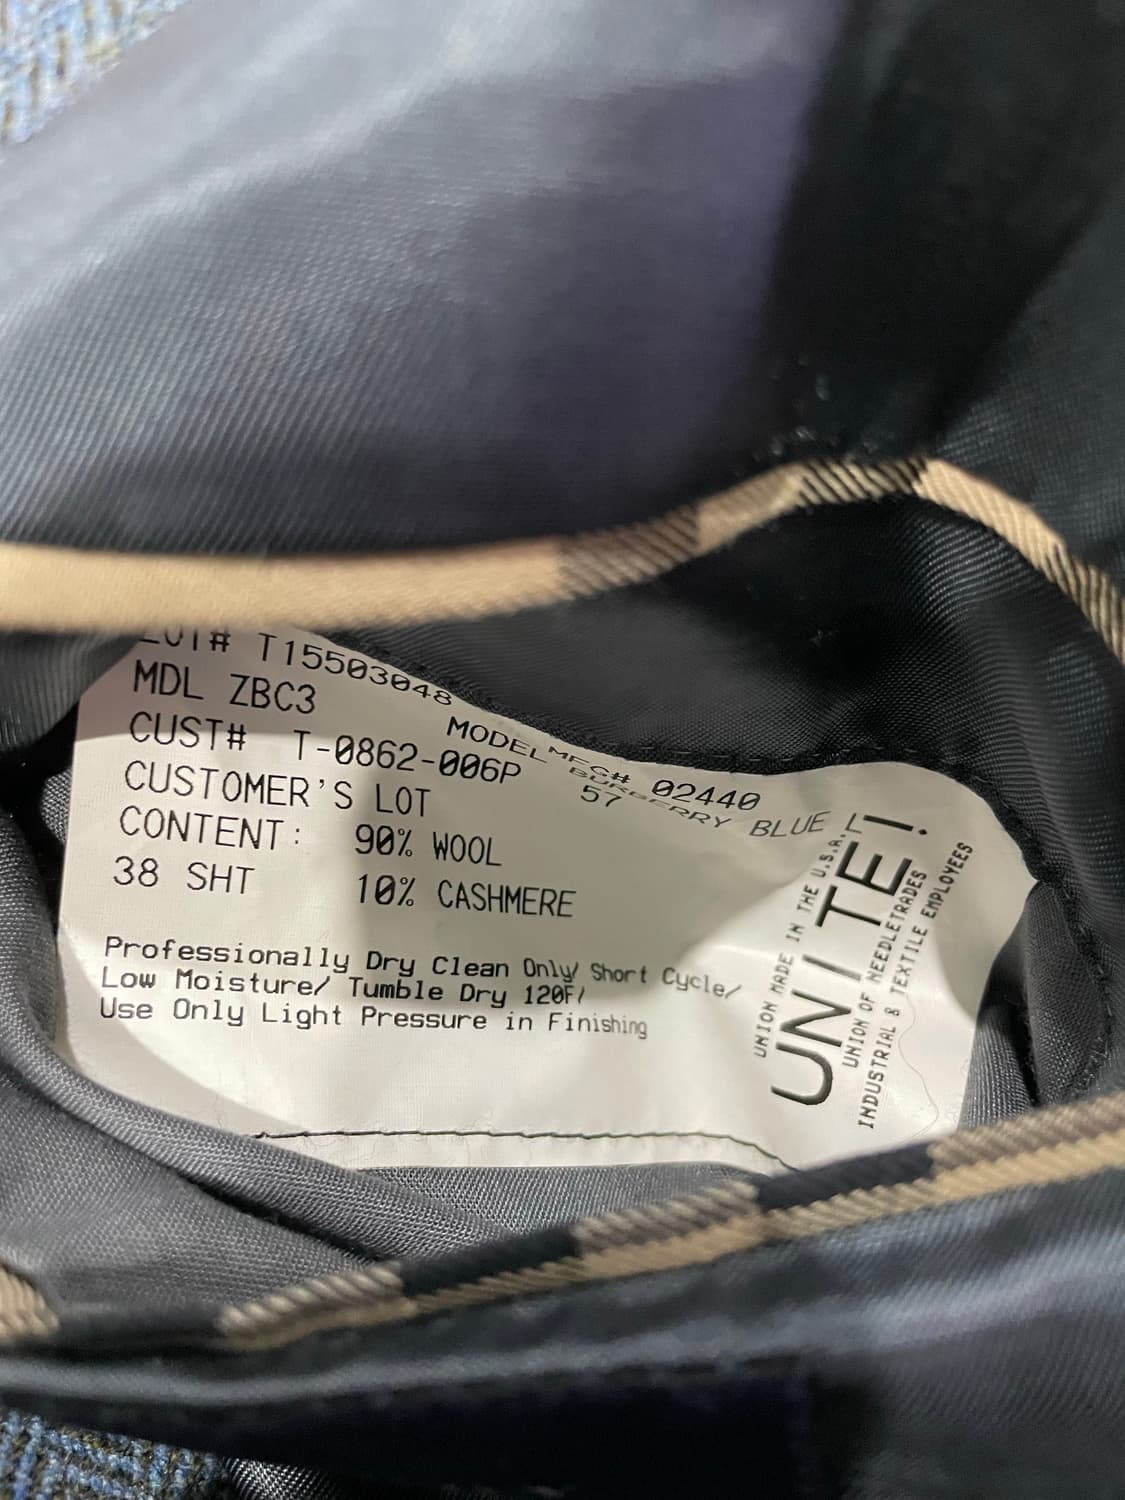 LOT# T15503048
MDL ZBC3 MFG# 02440
CUST# T-0862-006P MODEL BURBERRY BLUE L
CUSTOMER'S LOT 57
CONTENT: 90% WOOL
38 SHT 10% CASHMERE
Professionally Dry Clean Only/ Short Cycle/
Low Moisture/ Tumble Dry 120F/
Use Only Light Pressure in Finishing
UNION MADE IN THE U.S.A.
UNITE!
UNION OF NEEDLETRADES
INDUSTRIAL & TEXTILE EMPLOYEES